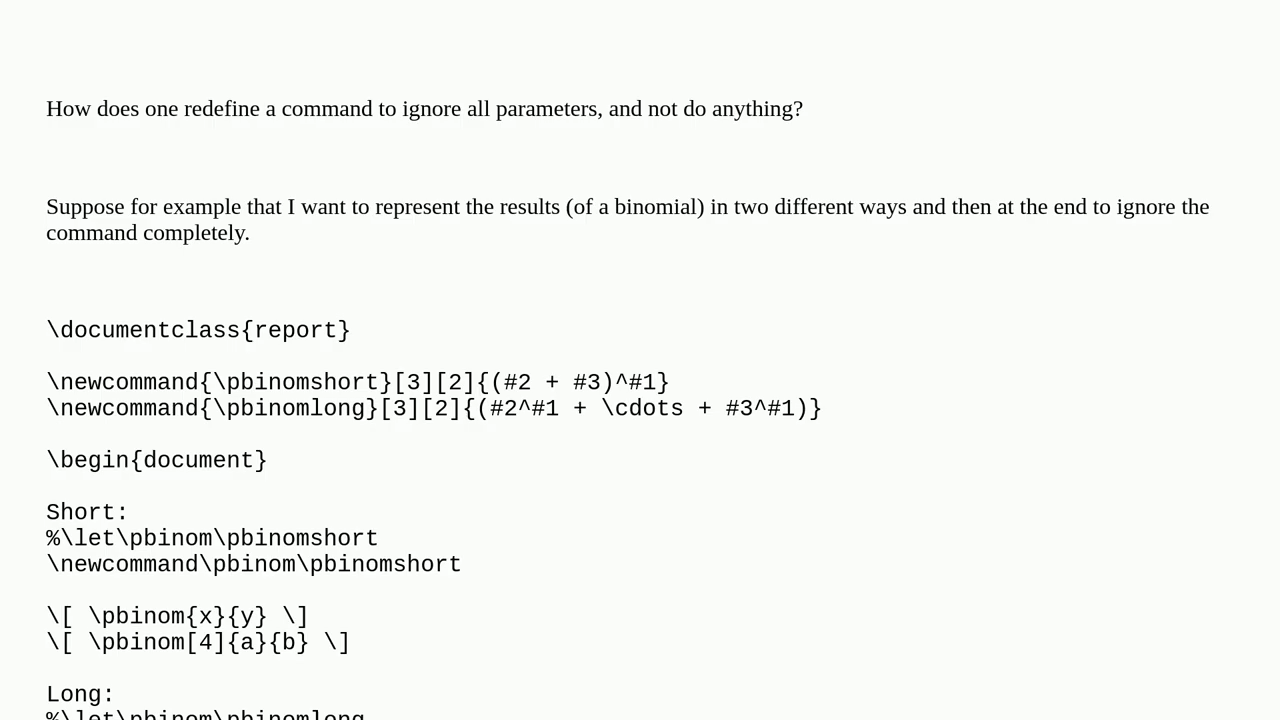 How does one redefine a command to ignore all parameters, and not do anything?
Suppose for example that I want to represent the results (of a binomial) in two different ways and then at the end to ignore the
command completely.
\documentclass{report}
\newcommand{\pbinomshort}[3][2]{(#2 + #3)^#1}
\newcommand{\pbinomlong}[3][2]{(#2^#1 + \cdots + #3^#1)}
\begin{document}
Short:
%\let\pbinom\pbinomshort
\newcommand\pbinom\pbinomshort
\[ \pbinom{x}{y} \]
\[ \pbinom[4]{a}{b} \]
Long:
%\let\pbinom\pbinomlong